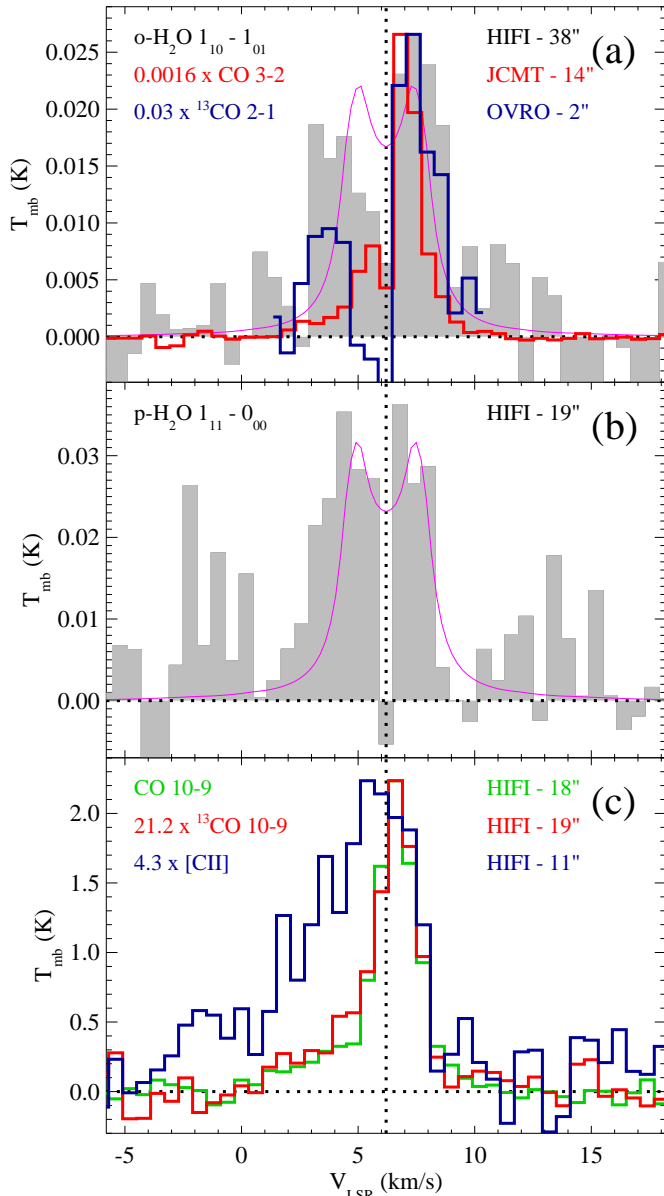 o-H₂O 1₁₀ - 1₀₁ HIFI - 38" (a)
0.0016 x CO 3-2 JCMT - 14"
0.03 x ¹³CO 2-1 OVRO - 2"
0.025
0.020
0.015
0.010
0.005
0.000
T_mb (K)
p-H₂O 1₁₁ - 0₀₀ HIFI - 19" (b)
0.03
0.02
0.01
0.00
T_mb (K)
CO 10-9 HIFI - 18" (c)
21.2 x ¹³CO 10-9 HIFI - 19"
4.3 x [CII] HIFI - 11"
2.0
1.5
1.0
0.5
0.0
T_mb (K)
-5 0 5 10 15
V_LSR (km/s)